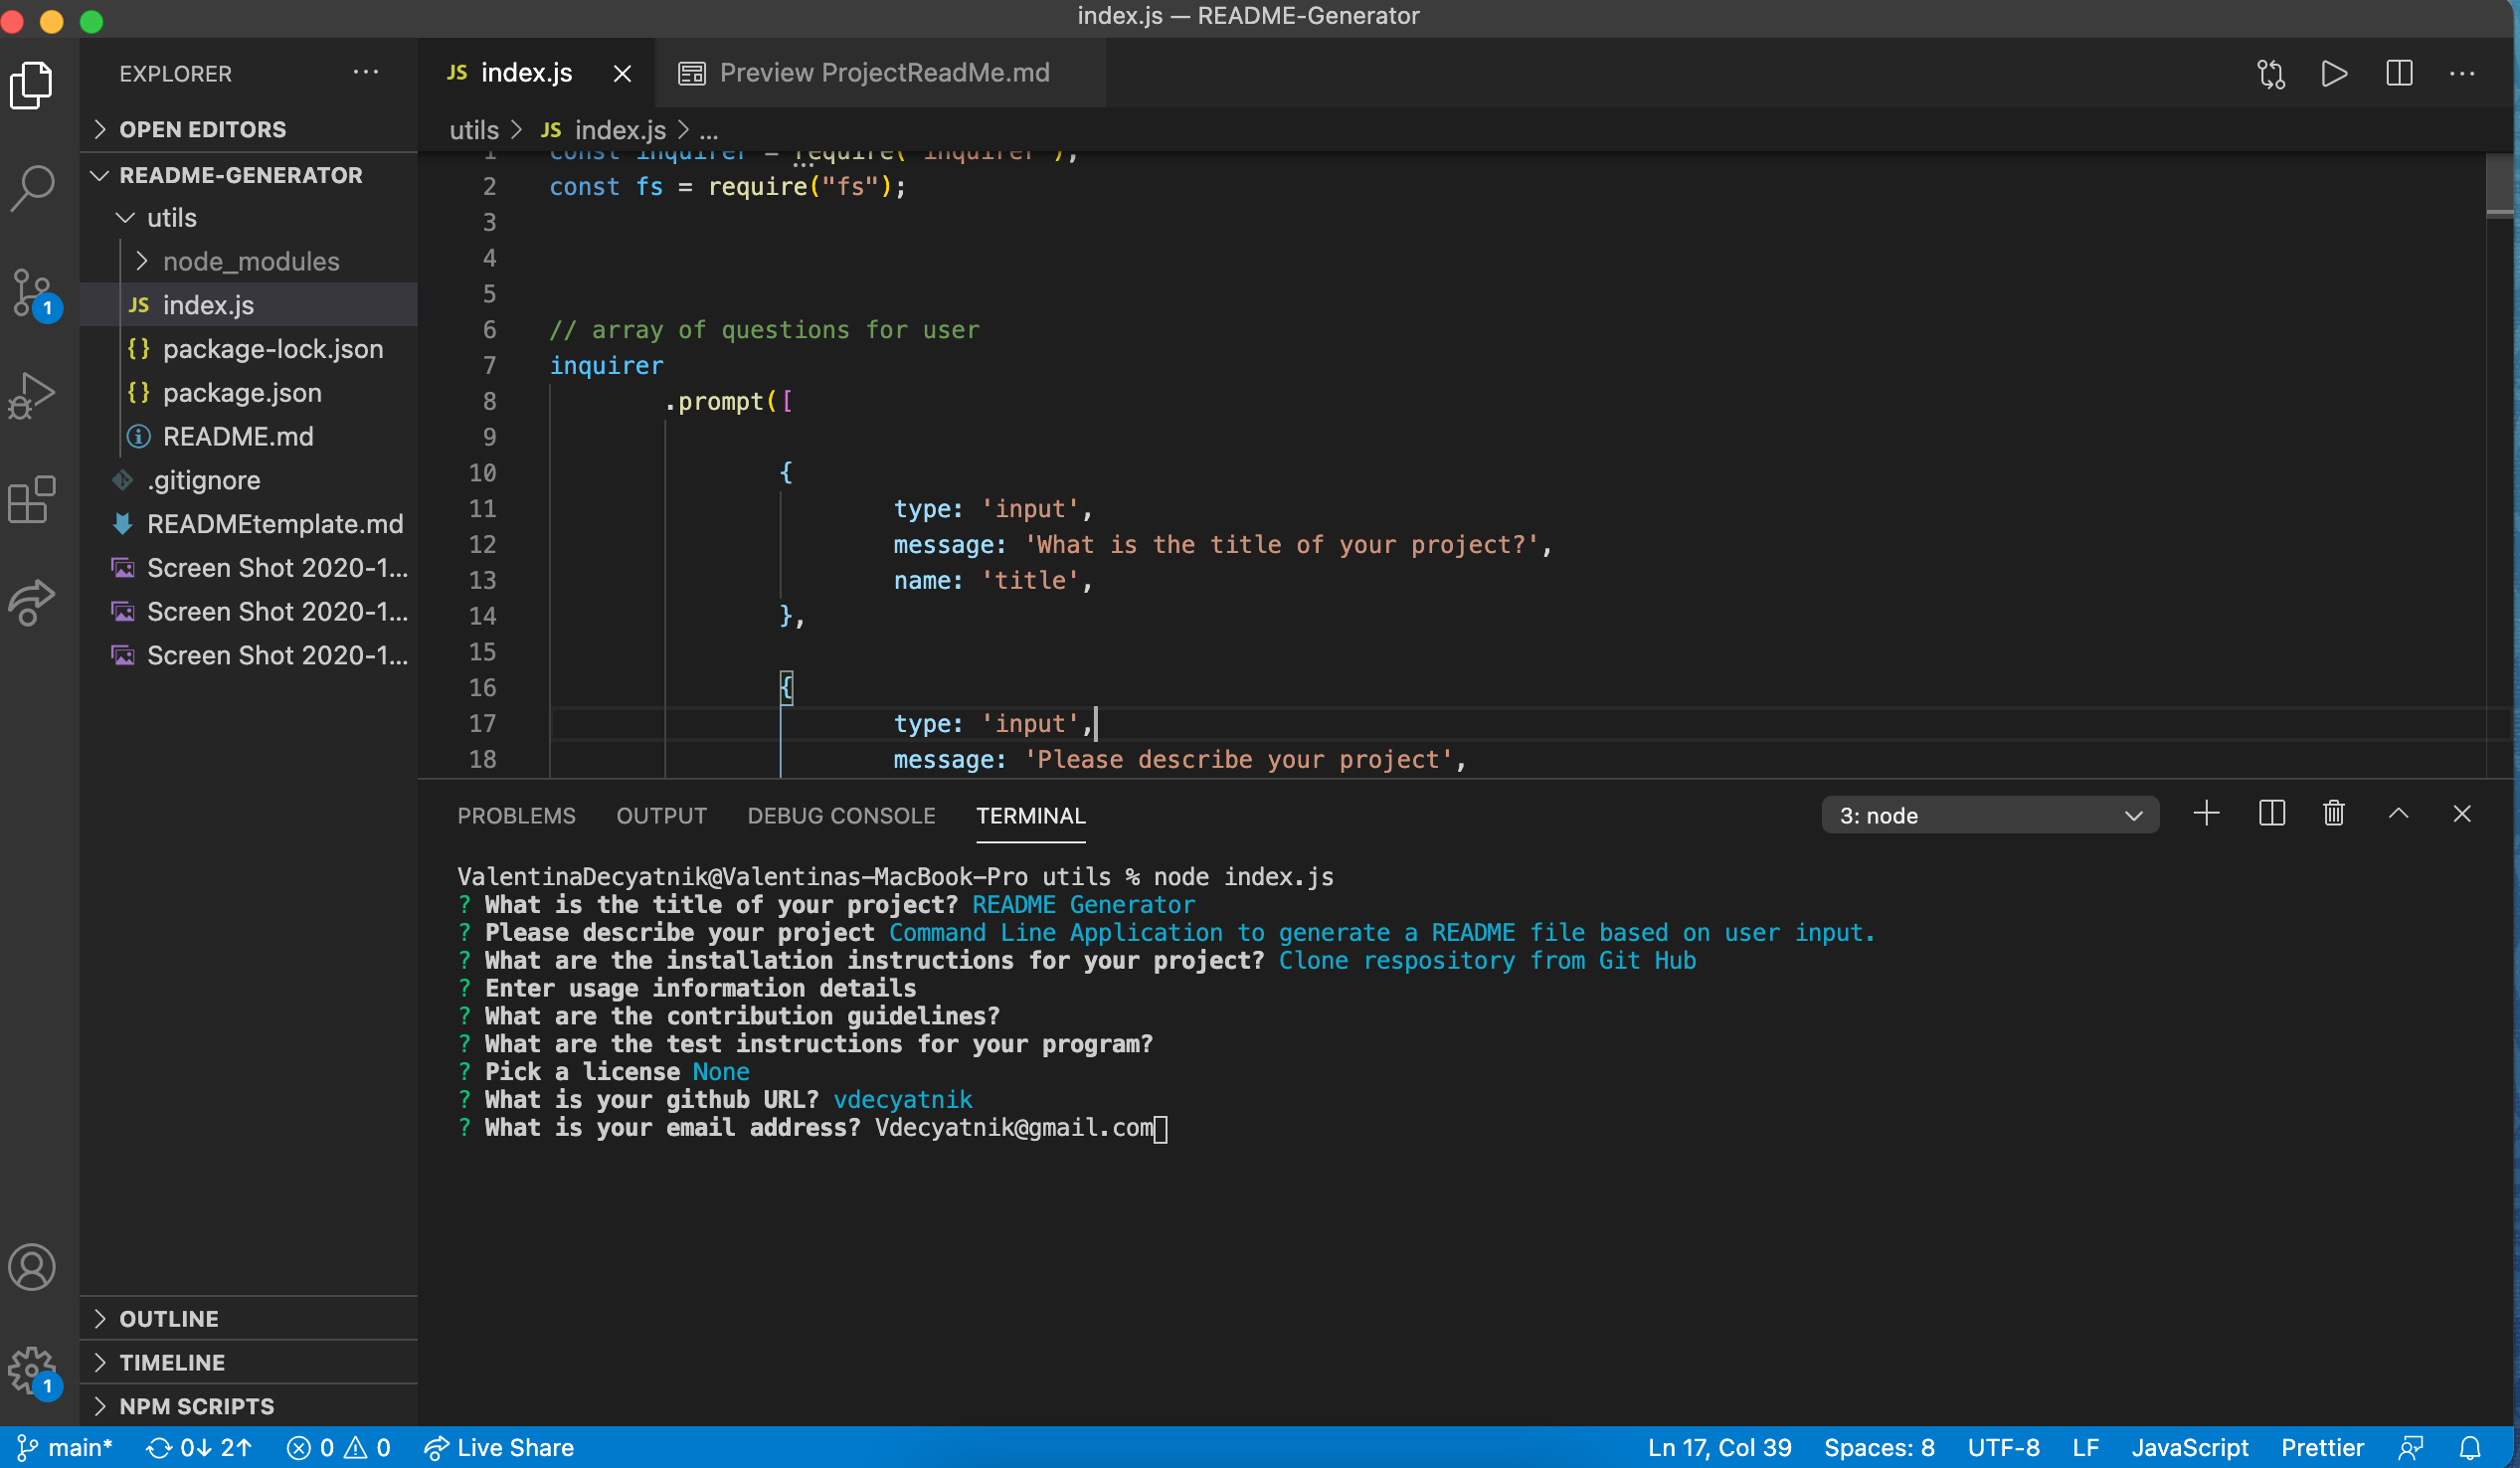 index.js — README-Generator
EXPLORER
JS index.js
Preview ProjectReadMe.md
OPEN EDITORS
README-GENERATOR
utils
node_modules
JS index.js
{} package-lock.json
{} package.json
README.md
.gitignore
READMEtemplate.md
Screen Shot 2020-1...
Screen Shot 2020-1...
Screen Shot 2020-1...
OUTLINE
TIMELINE
NPM SCRIPTS
1
1
utils > JS index.js > ...
1 const inquirer = require("inquirer");
2 const fs = require("fs");
3
4
5
6 // array of questions for user
7 inquirer
8 .prompt([
9
10 {
11 type: 'input',
12 message: 'What is the title of your project?',
13 name: 'title',
14 },
15
16 {
17 type: 'input',
18 message: 'Please describe your project',
PROBLEMS OUTPUT DEBUG CONSOLE TERMINAL 3: node
ValentinaDecyatnik@Valentinas-MacBook-Pro utils % node index.js
? What is the title of your project? README Generator
? Please describe your project Command Line Application to generate a README file based on user input.
? What are the installation instructions for your project? Clone respository from Git Hub
? Enter usage information details
? What are the contribution guidelines?
? What are the test instructions for your program?
? Pick a license None
? What is your github URL? vdecyatnik
? What is your email address? Vdecyatnik@gmail.com
main* 0↓ 2↑ 0 0 Live Share Ln 17, Col 39 Spaces: 8 UTF-8 LF JavaScript Prettier